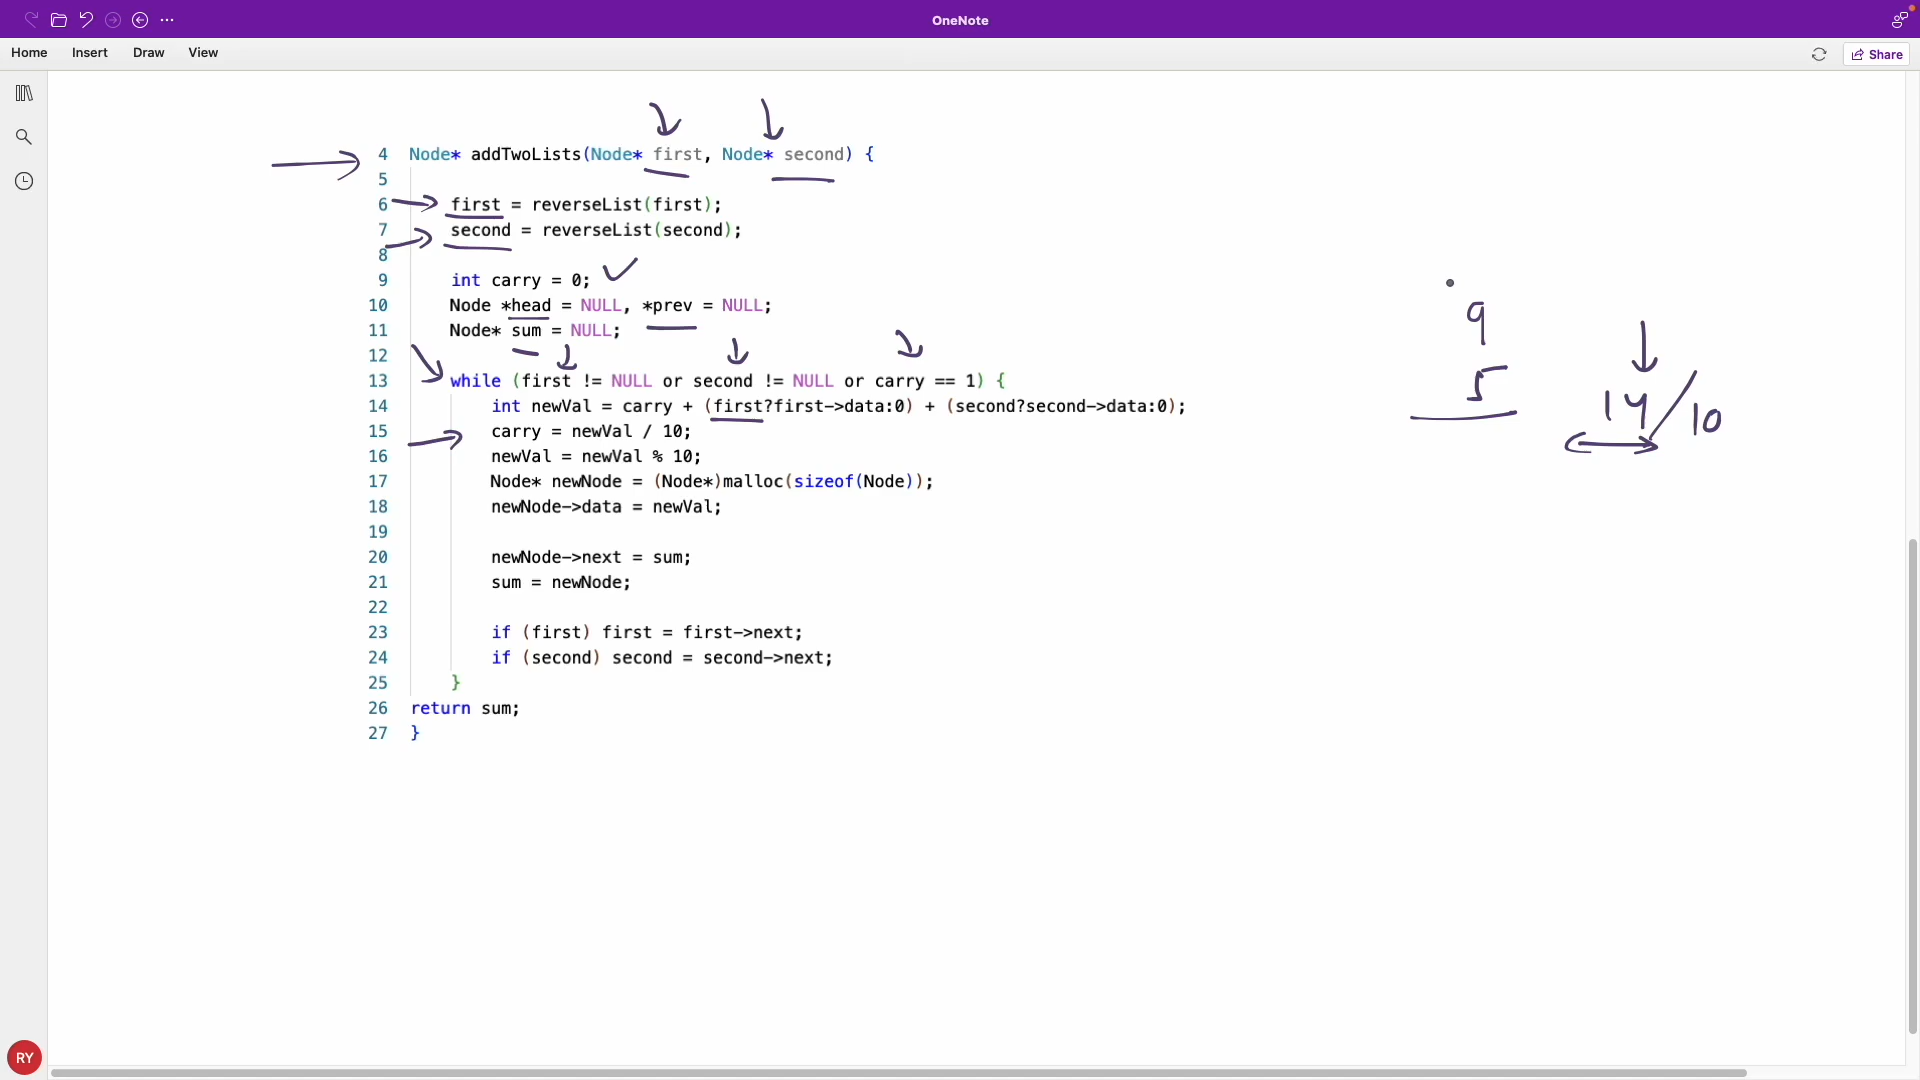 OneNote
Home Insert Draw View
Share
4 Node* addTwoLists(Node* first, Node* second) {
5
6 first = reverseList(first);
7 second = reverseList(second);
8
9 int carry = 0;
10 Node *head = NULL, *prev = NULL;
11 Node* sum = NULL;
12
13 while (first != NULL or second != NULL or carry == 1) {
14 int newVal = carry + (first?first->data:0) + (second?second->data:0);
15 carry = newVal / 10;
16 newVal = newVal % 10;
17 Node* newNode = (Node*)malloc(sizeof(Node));
18 newNode->data = newVal;
19
20 newNode->next = sum;
21 sum = newNode;
22
23 if (first) first = first->next;
24 if (second) second = second->next;
25 }
26 return sum;
27 }
9
5
14/10
RY